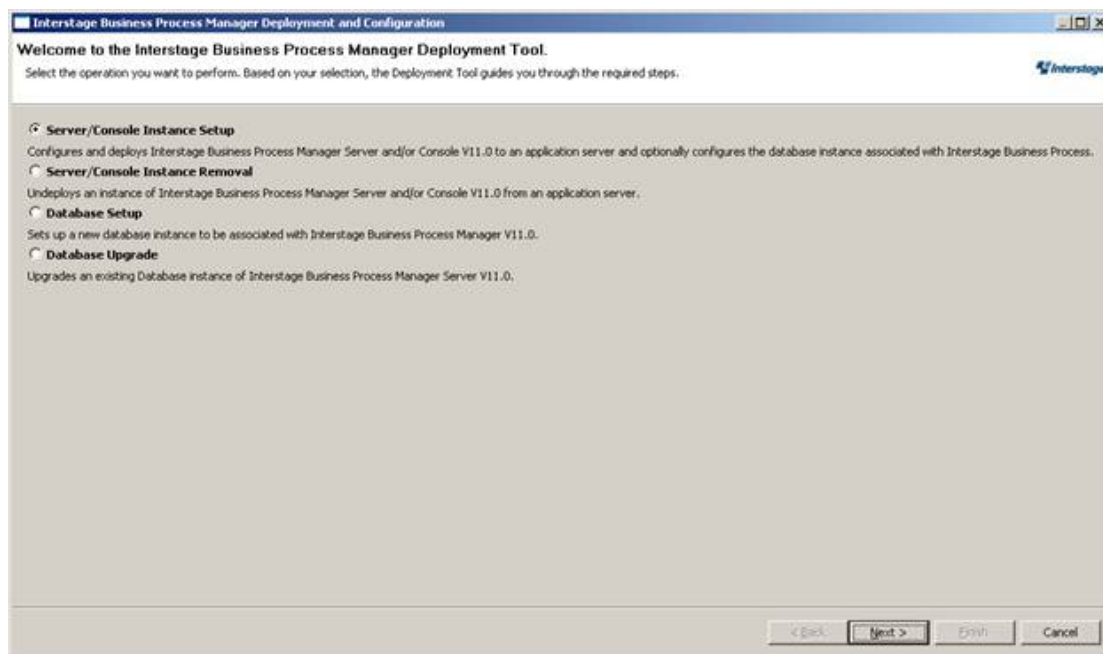 Interstage Business Process Manager Deployment and Configuration
Welcome to the Interstage Business Process Manager Deployment Tool.
Select the operation you want to perform. Based on your selection, the Deployment Tool guides you through the required steps.
Interstage
Server/Console Instance Setup
Configures and deploys Interstage Business Process Manager Server and/or Console V11.0 to an application server and optionally configures the database instance associated with Interstage Business Process.
Server/Console Instance Removal
Undeploys an instance of Interstage Business Process Manager Server and/or Console V11.0 from an application server.
Database Setup
Sets up a new database instance to be associated with Interstage Business Process Manager V11.0.
Database Upgrade
Upgrades an existing Database instance of Interstage Business Process Manager Server V11.0.
< Back
Next >
Finish
Cancel